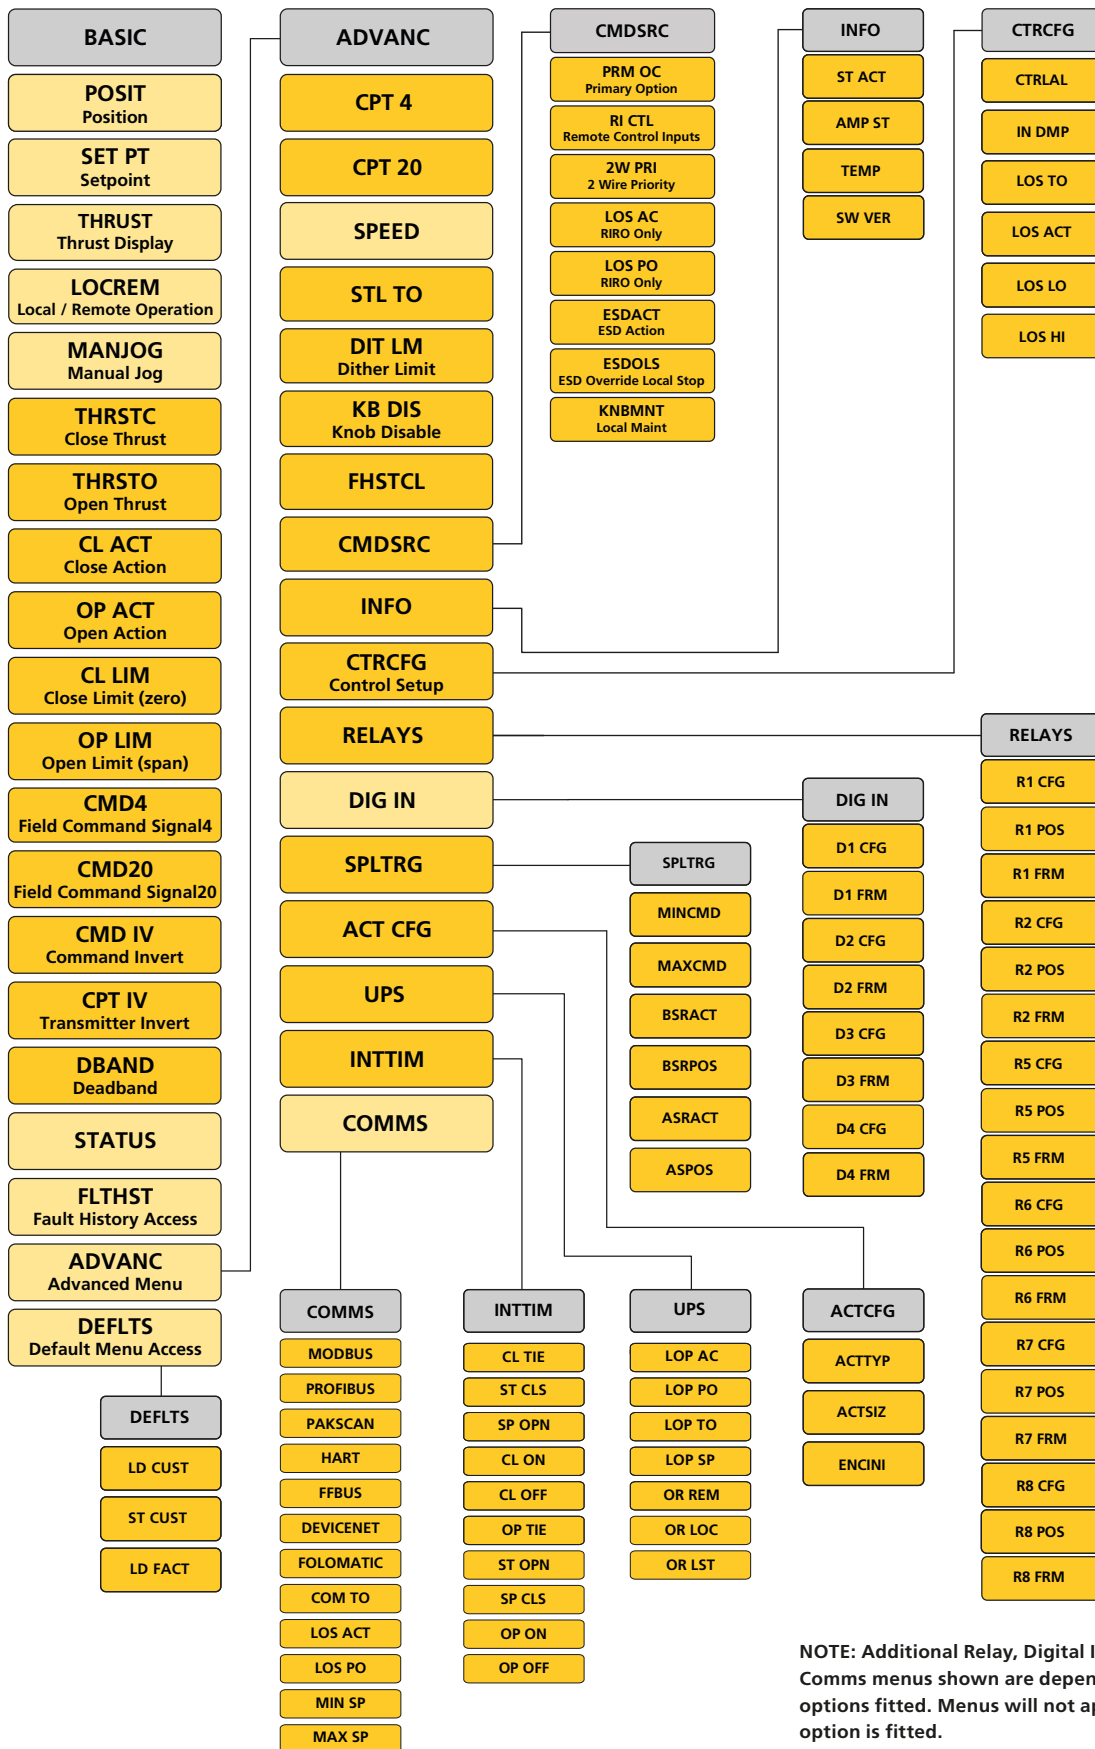 BASIC
POSIT
Position
SET PT
Setpoint
THRUST
Thrust Display
LOCREM
Local / Remote Operation
MANJOG
Manual Jog
THRSTC
Close Thrust
THRSTO
Open Thrust
CL ACT
Close Action
OP ACT
Open Action
CL LIM
Close Limit (zero)
OP LIM
Open Limit (span)
CMD4
Field Command Signal4
CMD20
Field Command Signal20
CMD IV
Command Invert
CPT IV
Transmitter Invert
DBAND
Deadband
STATUS
FLTHST
Fault History Access
ADVANC
Advanced Menu
DEFLTS
Default Menu Access
DEFLTS
LD CUST
ST CUST
LD FACT
ADVANC
CPT 4
CPT 20
SPEED
STL TO
DIT LM
Dither Limit
KB DIS
Knob Disable
FHSTCL
CMDSRC
INFO
CTRCFG
Control Setup
RELAYS
DIG IN
SPLTRG
ACT CFG
UPS
INTTIM
COMMS
COMMS
MODBUS
PROFIBUS
PAKSCAN
HART
FFBUS
DEVICENET
FOLOMATIC
COM TO
LOS ACT
LOS PO
MIN SP
MAX SP
CMDSRC
PRM OC
Primary Option
RI CTL
Remote Control Inputs
2W PRI
2 Wire Priority
LOS AC
RIRO Only
LOS PO
RIRO Only
ESDACT
ESD Action
ESDOLS
ESD Override Local Stop
KNBMNT
Local Maint
INTTIM
CL TIE
ST CLS
SP OPN
CL ON
CL OFF
OP TIE
ST OPN
SP CLS
OP ON
OP OFF
SPLTRG
MINCMD
MAXCMD
BSRACT
BSRPOS
ASRACT
ASPOS
UPS
LOP AC
LOP PO
LOP TO
LOP SP
OR REM
OR LOC
OR LST
INFO
ST ACT
AMP ST
TEMP
SW VER
DIG IN
D1 CFG
D1 FRM
D2 CFG
D2 FRM
D3 CFG
D3 FRM
D4 CFG
D4 FRM
ACTCFG
ACTTYP
ACTSIZ
ENCINI
CTRCFG
CTRLAL
IN DMP
LOS TO
LOS ACT
LOS LO
LOS HI
RELAYS
R1 CFG
R1 POS
R1 FRM
R2 CFG
R2 POS
R2 FRM
R5 CFG
R5 POS
R5 FRM
R6 CFG
R6 POS
R6 FRM
R7 CFG
R7 POS
R7 FRM
R8 CFG
R8 POS
R8 FRM
NOTE: Additional Relay, Digital
Comms menus shown are
options fitted. Menus will not
option is fitted.